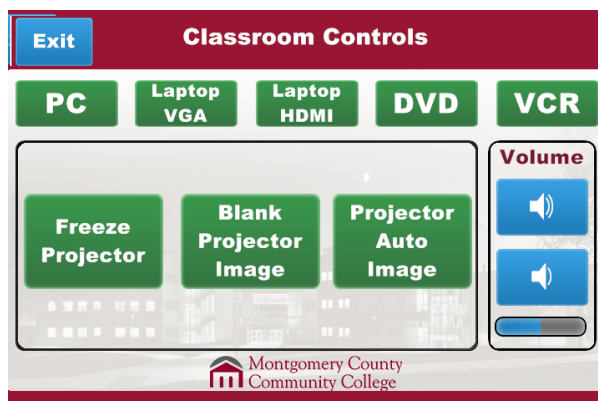 Exit
Classroom Controls
PC
Laptop
VGA
Laptop
HDMI
DVD
VCR
Freeze
Projector
Blank
Projector
Image
Projector
Auto
Image
Volume
Montgomery County
Community College